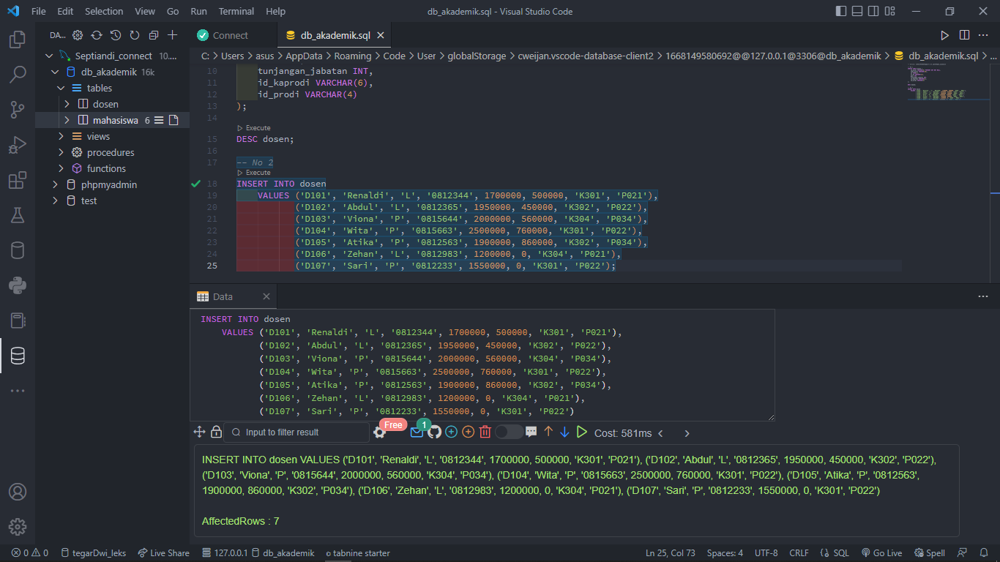 File Edit Selection View Go Run Terminal Help db_akademik.sql - Visual Studio Code
DA...
Connect db_akademik.sql
Septiandi_connect 10....
db_akademik 16k
tables
dosen
mahasiswa 6
views
procedures
functions
phpmyadmin
test
C: > Users > asus > AppData > Roaming > Code > User > globalStorage > cweijan.vscode-database-client2 > 1668149580692@@127.0.0.1@3306@db_akademik > db_akademik.sql > ...
10 tunjangan_jabatan INT,
11 id_kaprodi VARCHAR(6),
12 id_prodi VARCHAR(4)
13 );
14
Execute
15 DESC dosen;
16
17 -- No 2
Execute
18 INSERT INTO dosen
19 VALUES ('D101', 'Renaldi', 'L', '0812344', 1700000, 500000, 'K301', 'P021'),
20 ('D102', 'Abdul', 'L', '0812365', 1950000, 450000, 'K302', 'P022'),
21 ('D103', 'Viona', 'P', '0815644', 2000000, 560000, 'K304', 'P034'),
22 ('D104', 'Wita', 'P', '0815663', 2500000, 760000, 'K301', 'P022'),
23 ('D105', 'Atika', 'P', '0812563', 1900000, 860000, 'K302', 'P034'),
24 ('D106', 'Zehan', 'L', '0812983', 1200000, 0, 'K304', 'P021'),
25 ('D107', 'Sari', 'P', '0812233', 1550000, 0, 'K301', 'P022');
Data
INSERT INTO dosen
VALUES ('D101', 'Renaldi', 'L', '0812344', 1700000, 500000, 'K301', 'P021'),
('D102', 'Abdul', 'L', '0812365', 1950000, 450000, 'K302', 'P022'),
('D103', 'Viona', 'P', '0815644', 2000000, 560000, 'K304', 'P034'),
('D104', 'Wita', 'P', '0815663', 2500000, 760000, 'K301', 'P022'),
('D105', 'Atika', 'P', '0812563', 1900000, 860000, 'K302', 'P034'),
('D106', 'Zehan', 'L', '0812983', 1200000, 0, 'K304', 'P021'),
('D107', 'Sari', 'P', '0812233', 1550000, 0, 'K301', 'P022')
Input to filter result Free 1 Cost: 581ms
INSERT INTO dosen VALUES ('D101', 'Renaldi', 'L', '0812344', 1700000, 500000, 'K301', 'P021'), ('D102', 'Abdul', 'L', '0812365', 1950000, 450000, 'K302', 'P022'),
('D103', 'Viona', 'P', '0815644', 2000000, 560000, 'K304', 'P034'), ('D104', 'Wita', 'P', '0815663', 2500000, 760000, 'K301', 'P022'), ('D105', 'Atika', 'P', '0812563',
1900000, 860000, 'K302', 'P034'), ('D106', 'Zehan', 'L', '0812983', 1200000, 0, 'K304', 'P021'), ('D107', 'Sari', 'P', '0812233', 1550000, 0, 'K301', 'P022')
AffectedRows : 7
0 0 tegarDwi_leks Live Share 127.0.0.1 db_akademik tabnine starter Ln 25, Col 73 Spaces: 4 UTF-8 CRLF SQL Go Live Spell